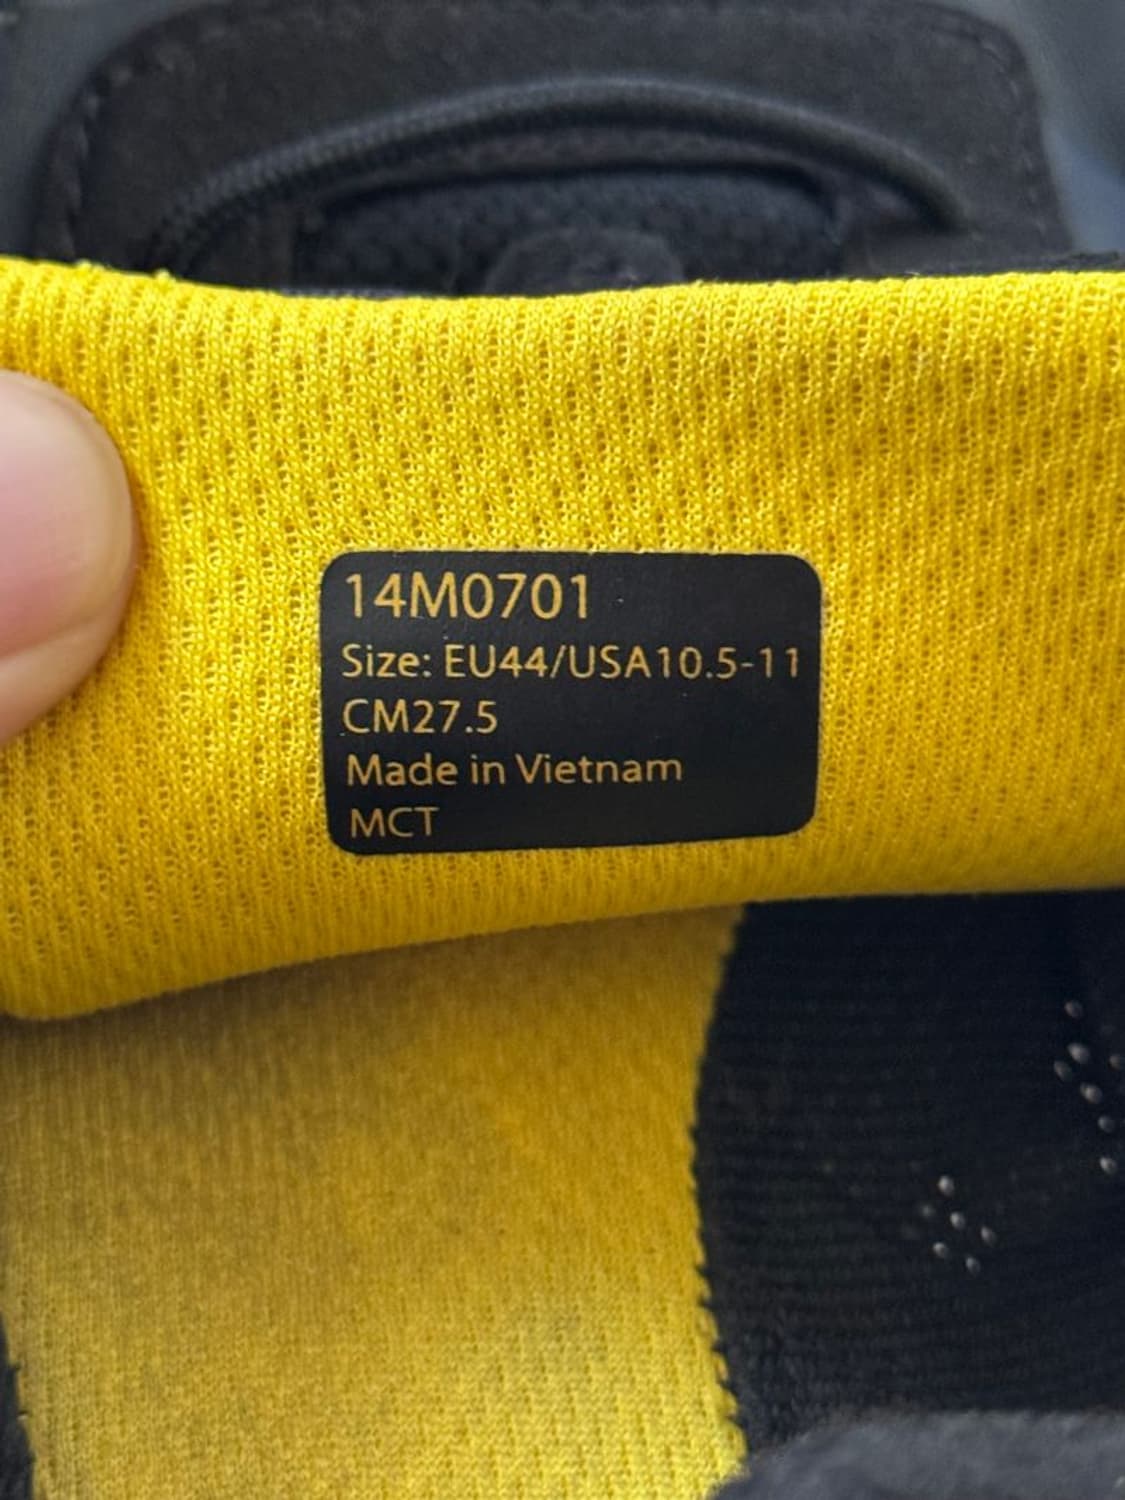 14M0701
Size: EU44/USA10.5-11
CM27.5
Made in Vietnam
MCT